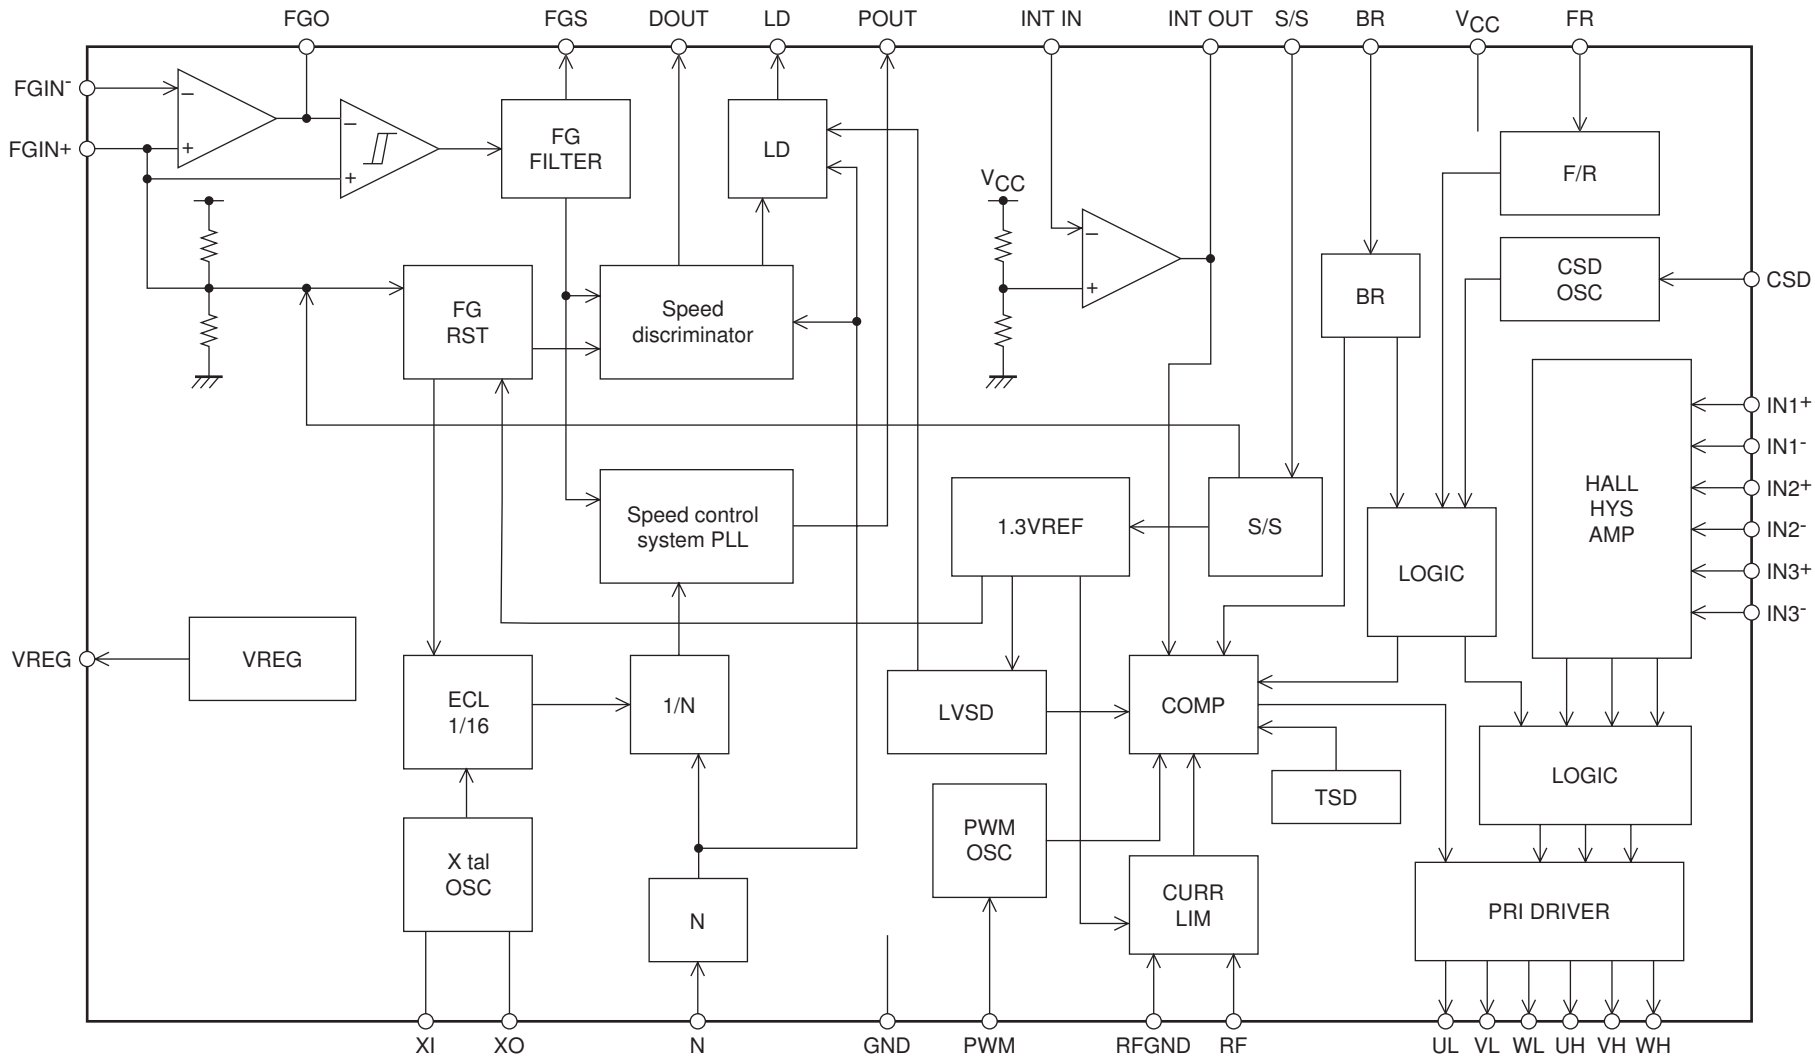 FGO FGS DOUT LD POUT INT IN INT OUT S/S BR VCC FR
FGIN-
FGIN+
−
+
−
+
FG
FILTER
LD
VCC
−
+
F/R
CSD
OSC
CSD
BR
FG
RST
Speed
discriminator
HALL
HYS
AMP
IN1+
IN1-
IN2+
IN2-
IN3+
IN3-
Speed control
system PLL
1.3VREF
S/S
LOGIC
VREG
VREG
ECL
1/16
1/N
LVSD
COMP
TSD
LOGIC
X tal
OSC
N
PWM
OSC
CURR
LIM
PRI DRIVER
XI XO N GND PWM RFGND RF UL VL WL UH VH WH